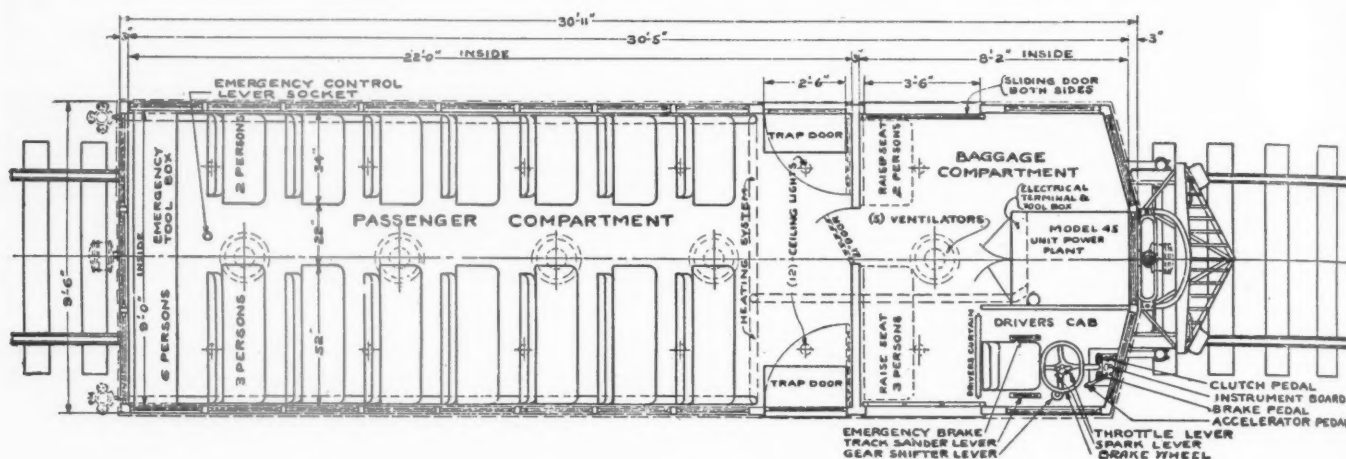 30'-11"
3"
30'-5"
3"
22'-0" INSIDE
3"
8'-2" INSIDE
2'-6"
3'-6"
SLIDING DOOR
BOTH SIDES
EMERGENCY CONTROL
LEVER SOCKET
9'-6"
9'-0" INSIDE
6 PERSONS
EMERGENCY
TOOL BOX
2 PERSONS
34"
22"
PASSENGER COMPARTMENT
3 PERSONS
52"
HEATING SYSTEM
(12) CEILING LIGHTS
TRAP DOOR
TRAP DOOR
RAISE SEAT
2 PERSONS
BAGGAGE
COMPARTMENT
ELECTRICAL
TERMINAL &
TOOL BOX
(5) VENTILATORS
MODEL 45
UNIT POWER
PLANT
RAISE SEAT
3 PERSONS
DRIVERS CURTAIN
DRIVERS CAB
CLUTCH PEDAL
INSTRUMENT BOARD
BRAKE PEDAL
ACCELERATOR PEDAL
EMERGENCY BRAKE
TRACK SANDER LEVER
GEAR SHIFTER LEVER
THROTTLE LEVER
SPARK LEVER
BRAKE WHEEL